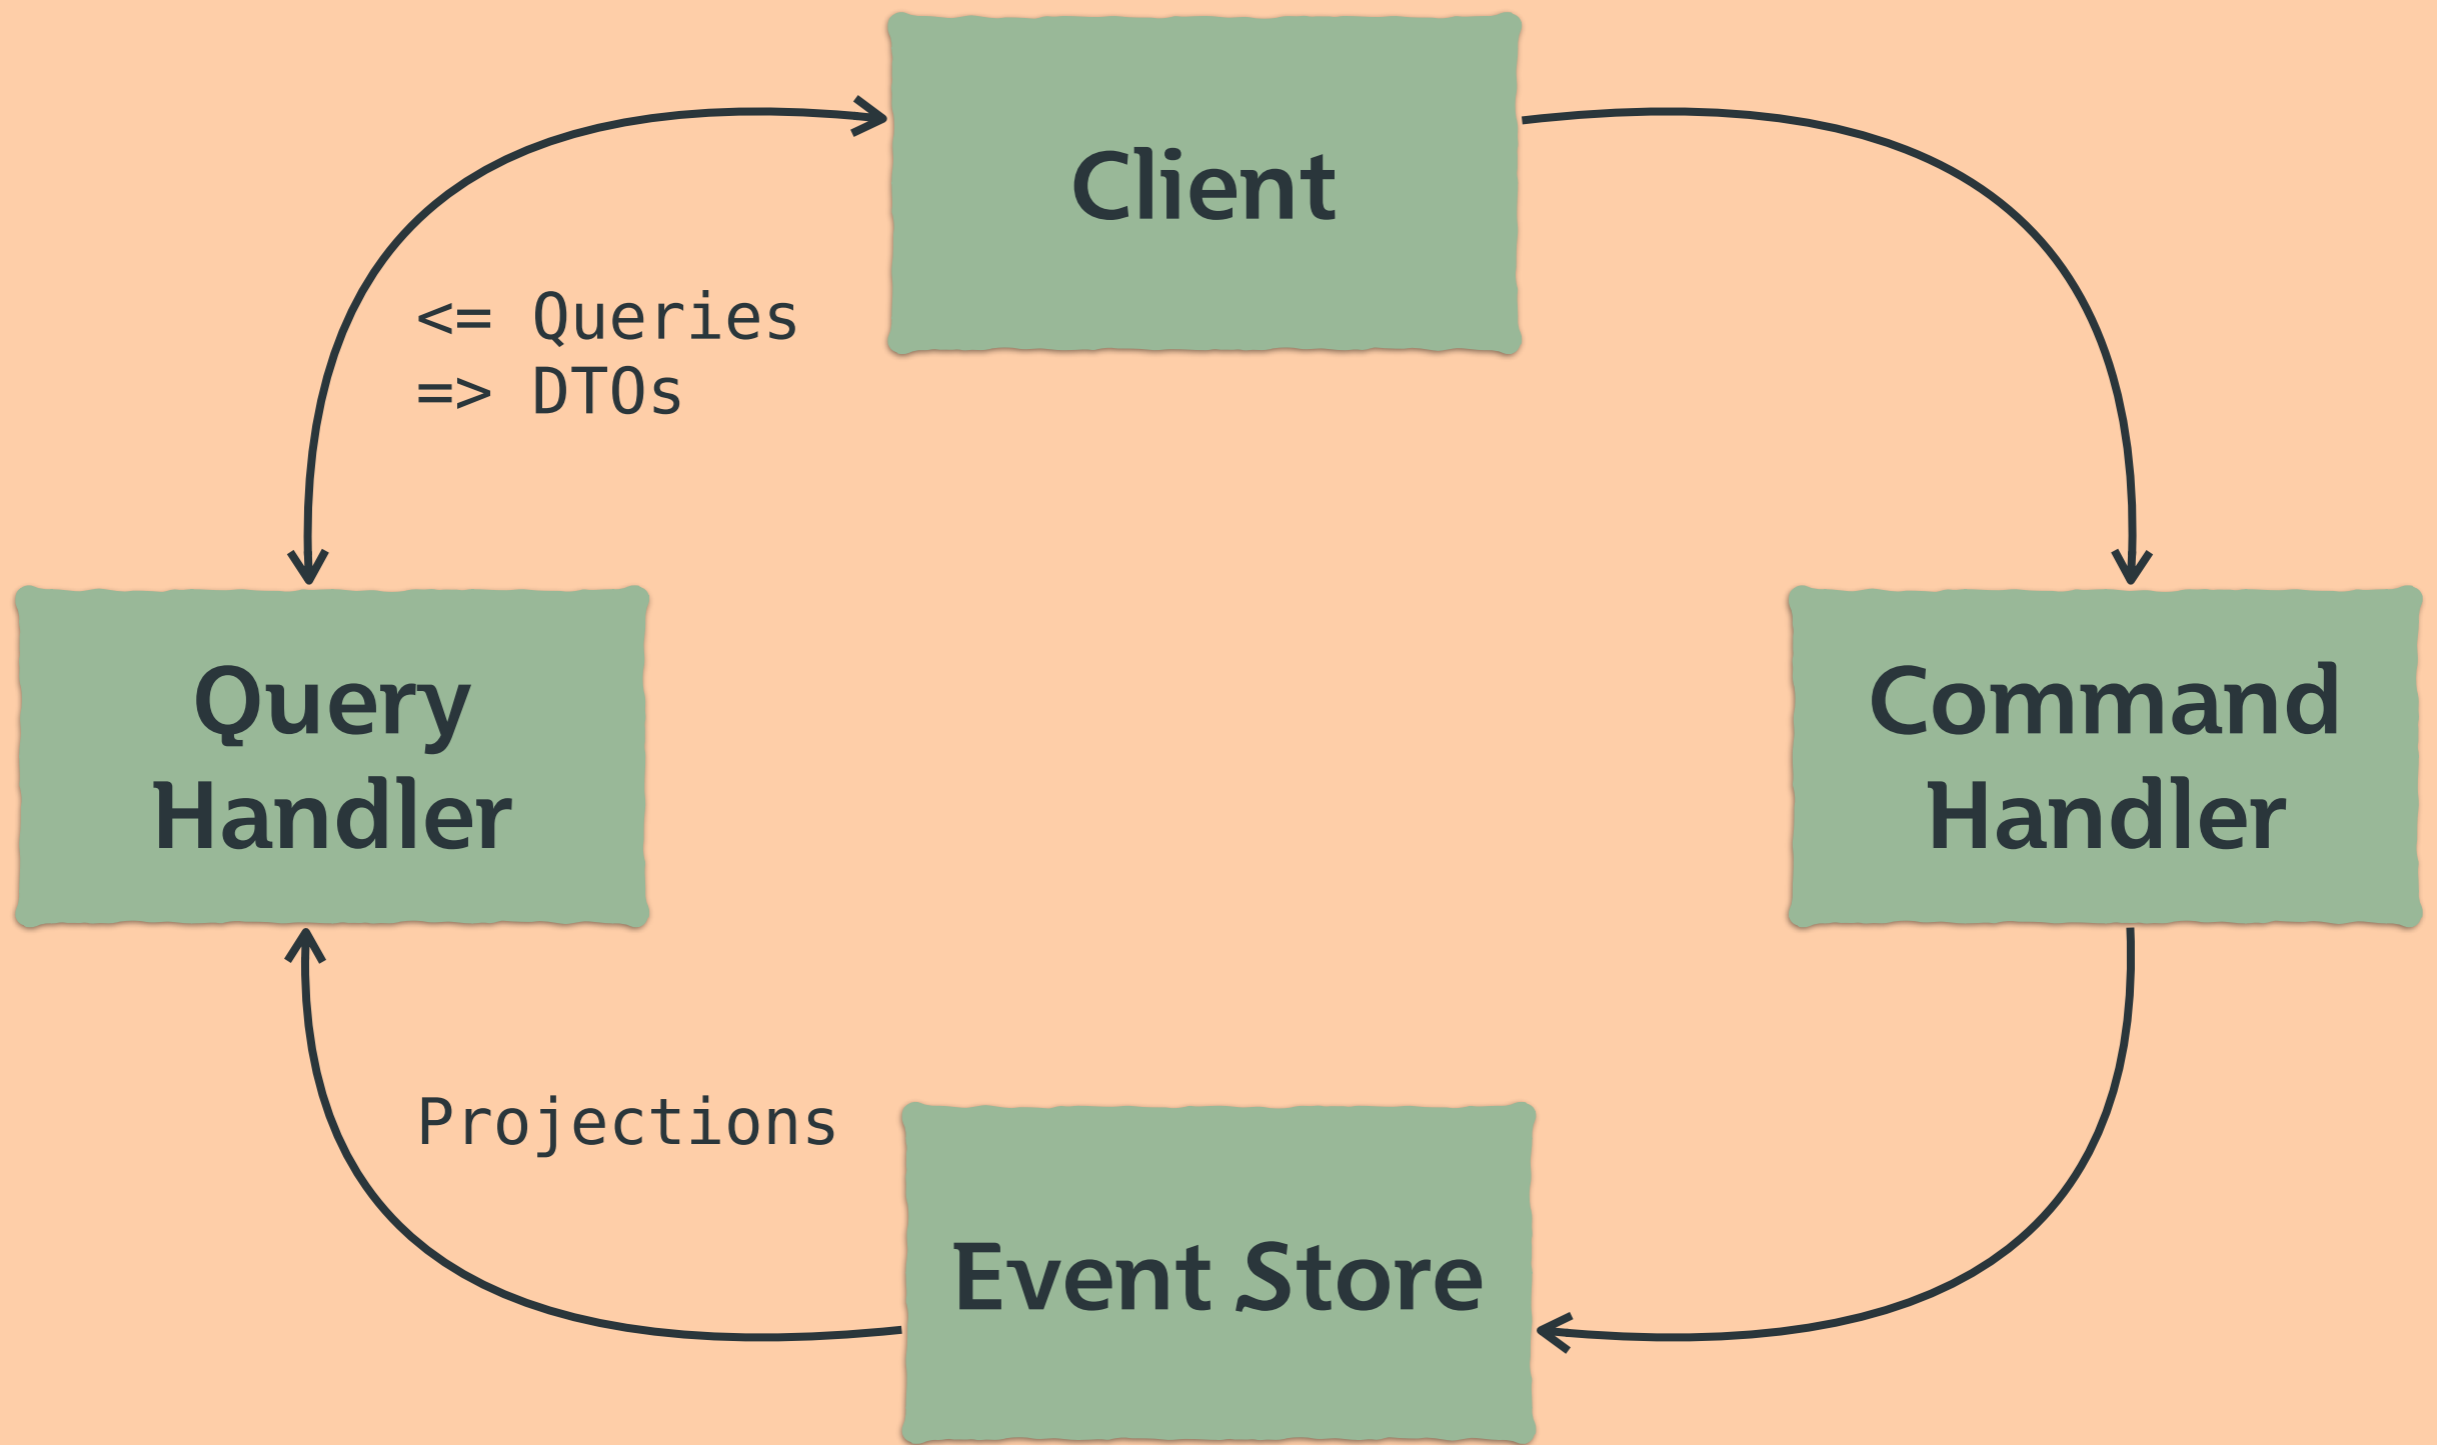 Client
<= Queries
=> DTOs
Query
Handler
Command
Handler
Projections
Event Store